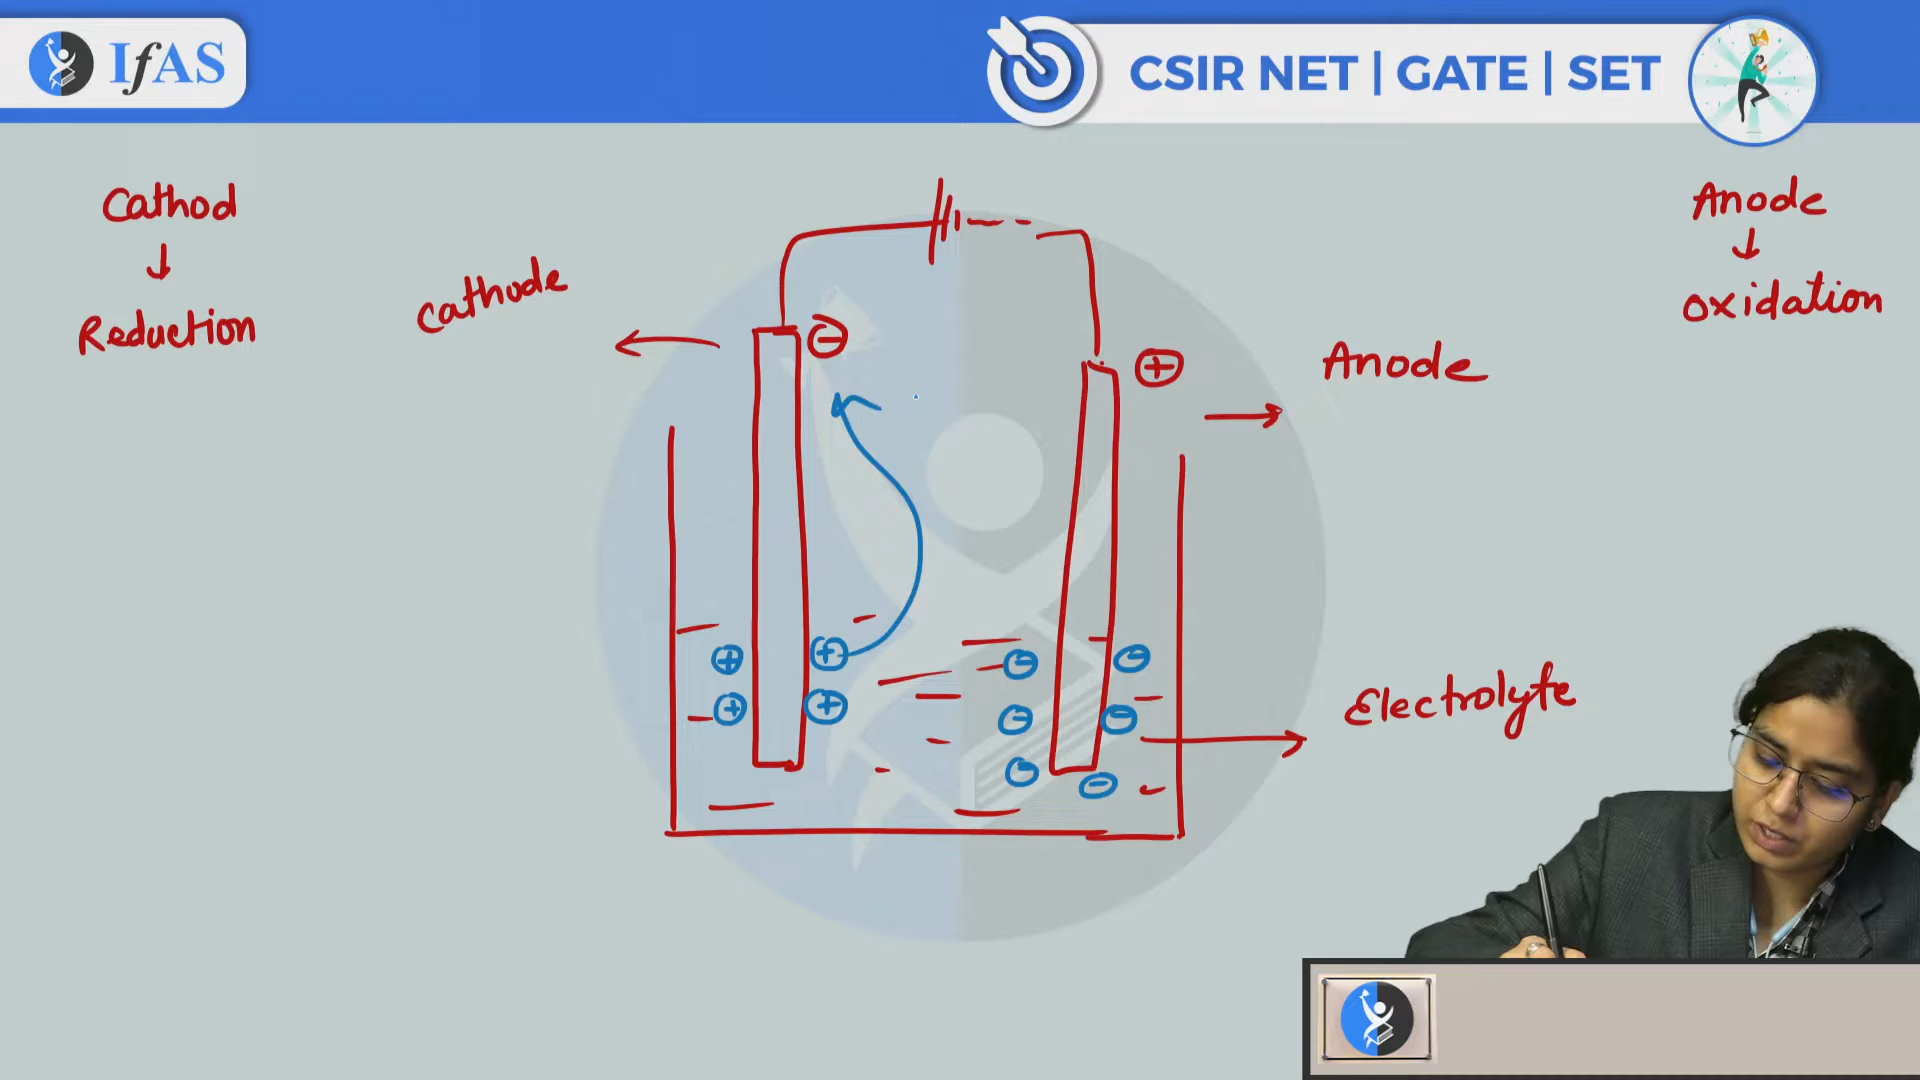 IfAS
CSIR NET | GATE | SET
Cathod
↓
Reduction
cathode
Anode
↓
oxidation
Anode
Electrolyte